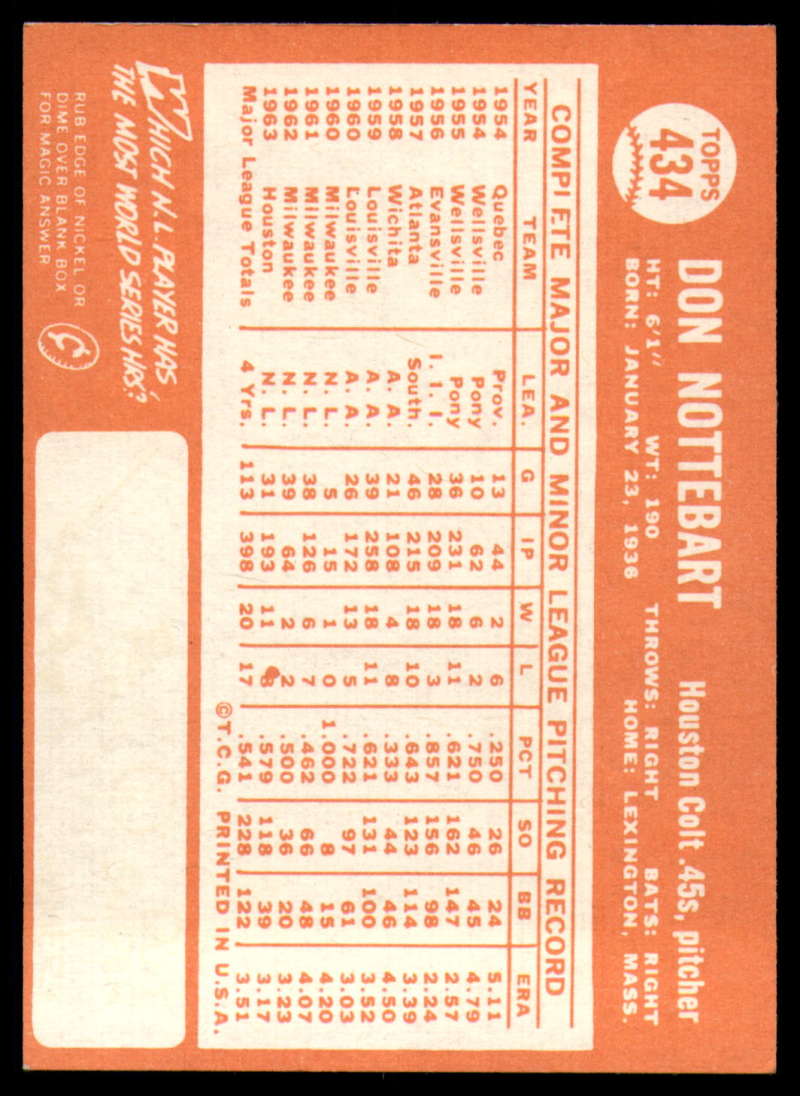 TOPPS
434
DON NOTTEBART Houston Colt .45s, pitcher
HT: 6'1" WT: 190 THROWS: RIGHT BATS: RIGHT
BORN: JANUARY 23, 1936 HOME: LEXINGTON, MASS.
COMPLETE MAJOR AND MINOR LEAGUE PITCHING RECORD
YEAR TEAM LEA. G IP W L PCT SO BB ERA
1954 Quebec Prov. 13 44 2 6 .250 26 24 5.11
1954 Wellsville Pony 10 62 6 2 .750 46 45 4.79
1955 Wellsville Pony 36 231 18 11 .621 162 147 2.57
1956 Evansville I. I. I. 28 209 18 3 .857 156 98 2.24
1957 Atlanta South. 46 215 18 10 .643 123 114 3.39
1958 Wichita A. A. 21 108 4 8 .333 44 46 4.50
1959 Louisville A. A. 39 258 18 11 .621 131 100 3.52
1960 Louisville A. A. 26 172 13 5 .722 97 61 3.03
1960 Milwaukee N. L. 5 15 1 0 1.000 8 15 4.20
1961 Milwaukee N. L. 38 126 6 7 .462 66 48 4.07
1962 Milwaukee N. L. 39 64 2 2 .500 36 20 3.23
1963 Houston N. L. 31 193 11 8 .579 118 39 3.17
Major League Totals 4 Yrs. 113 398 20 17 .541 228 122 3.51
©T.C.G. PRINTED IN U.S.A.
WHICH N.L. PLAYER HAS
THE MOST WORLD SERIES HRS?
RUB EDGE OF NICKEL OR
DIME OVER BLANK BOX
FOR MAGIC ANSWER